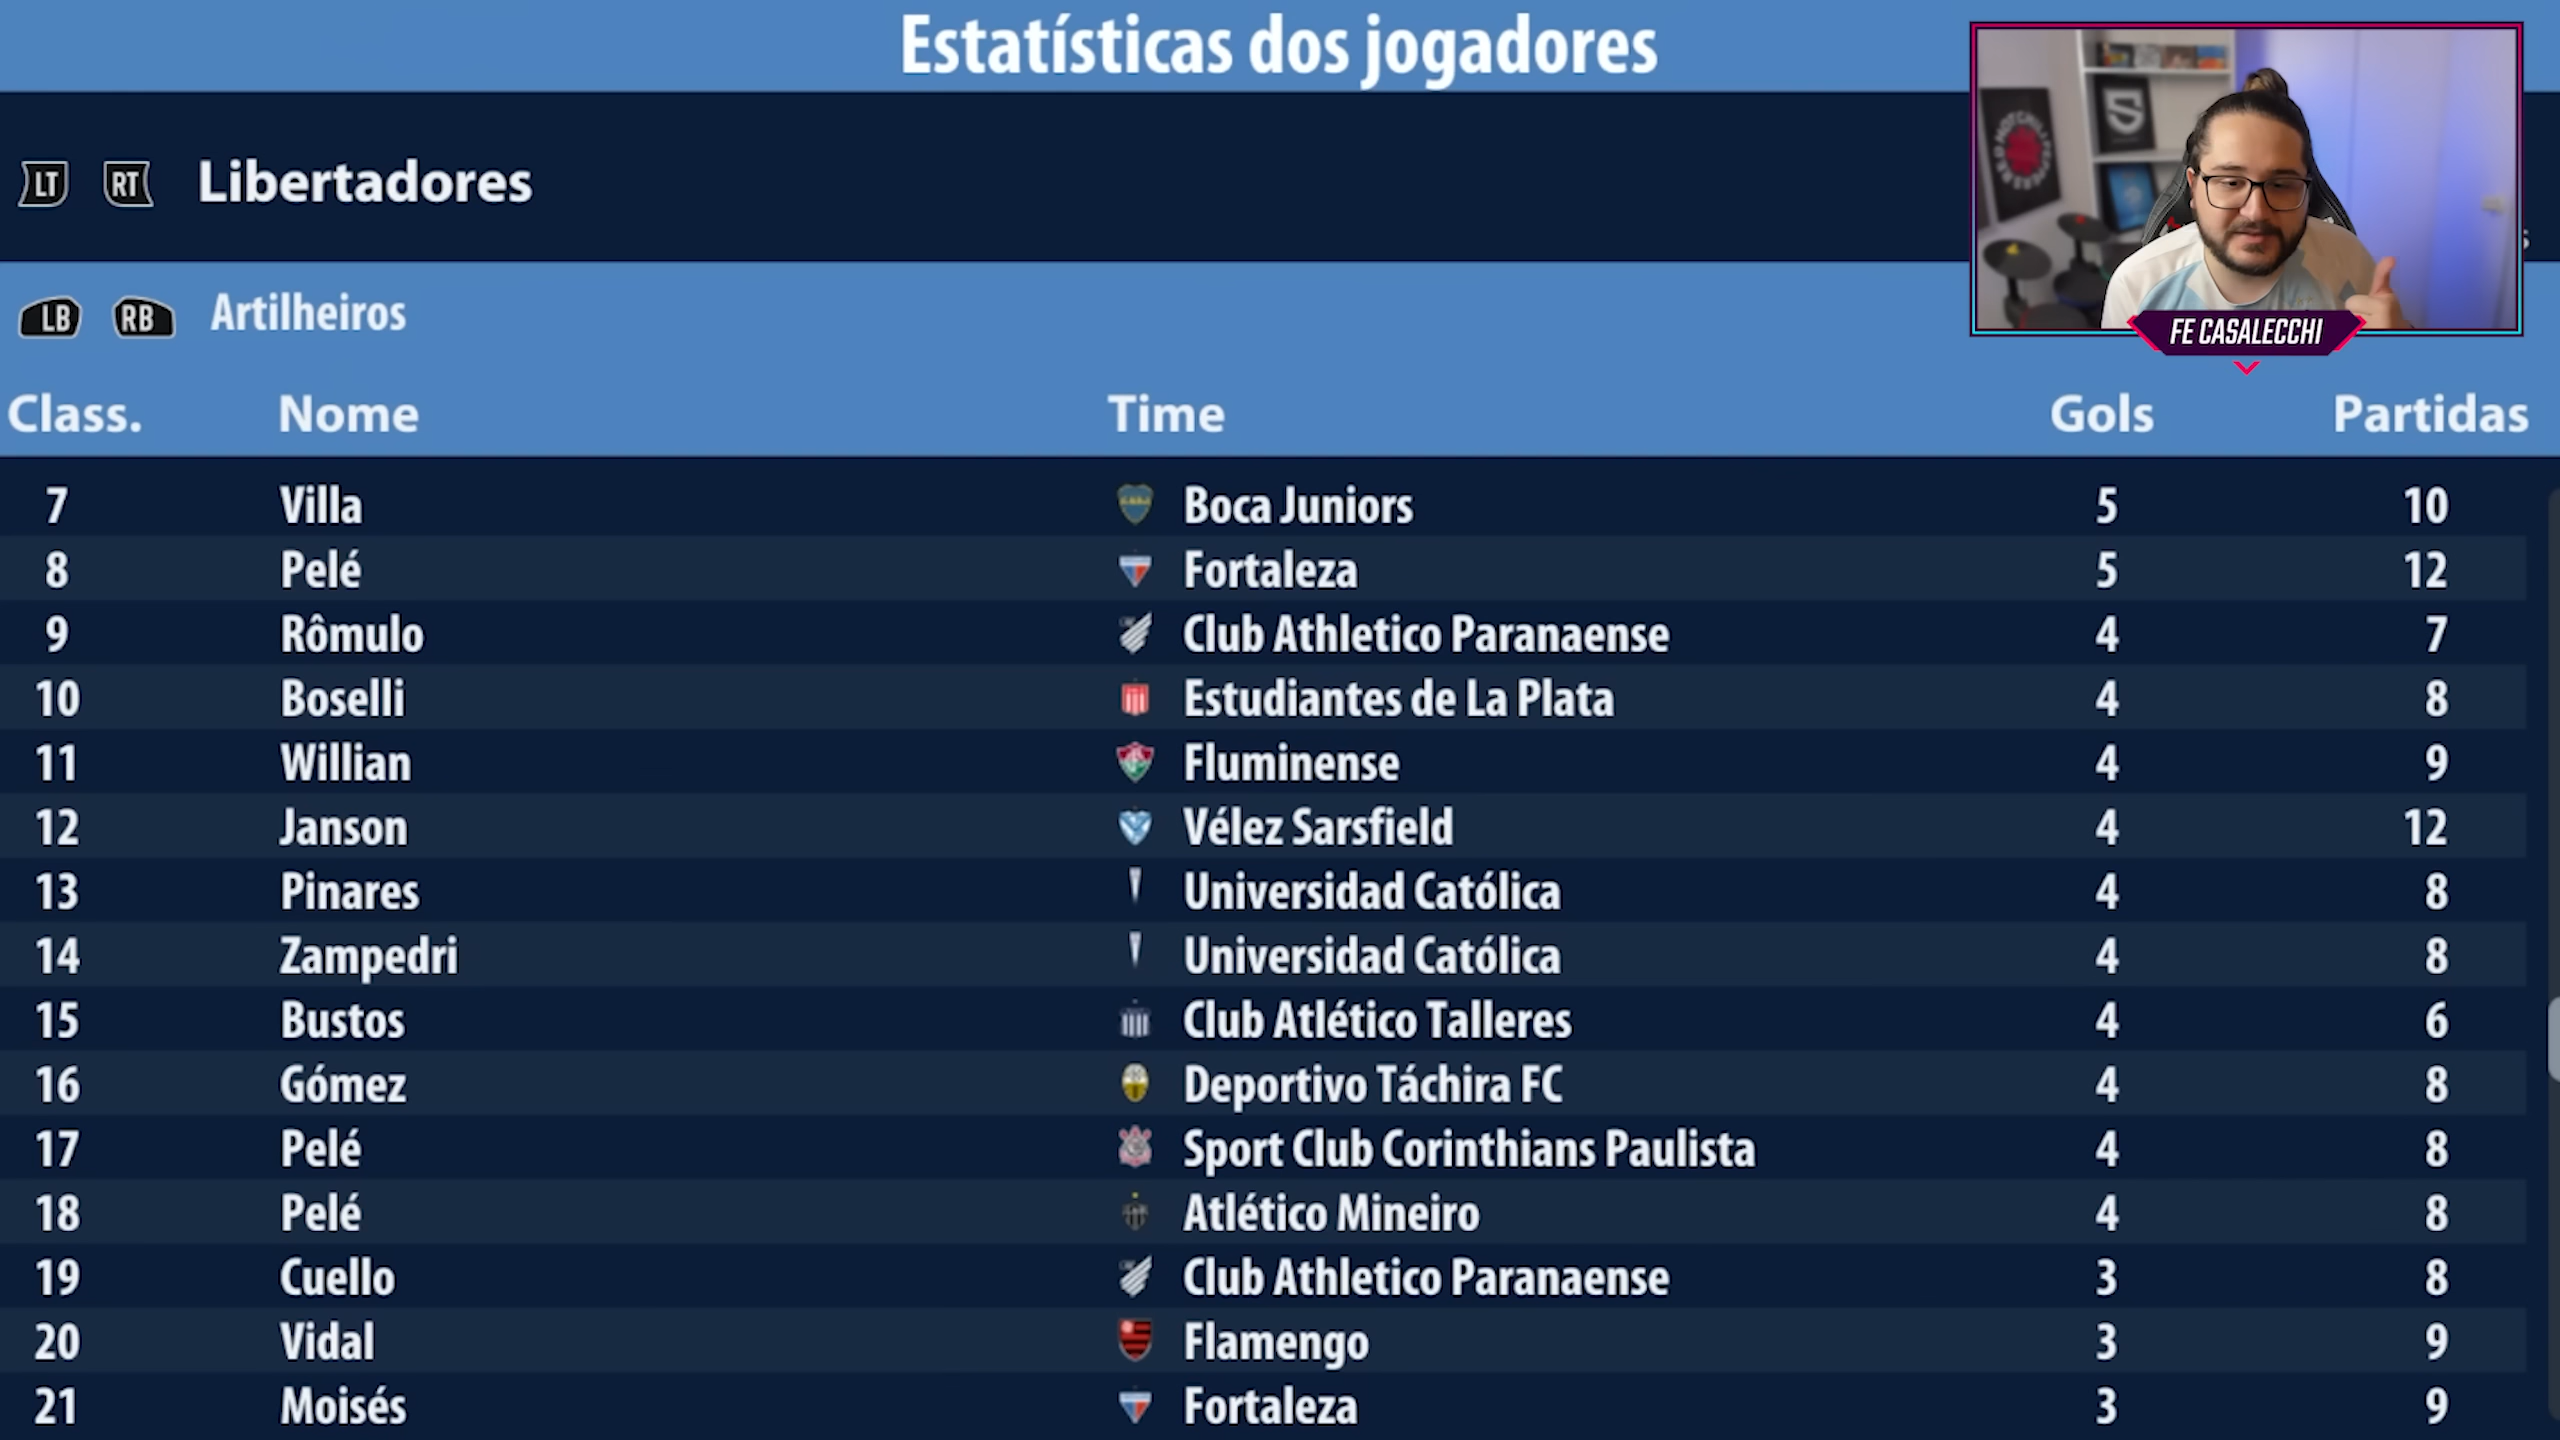 Estatísticas dos jogadores
LT RT Libertadores
LB RB Artilheiros
FE CASALECCHI
Class. Nome Time Gols Partidas
7 Villa Boca Juniors 5 10
8 Pelé Fortaleza 5 12
9 Rômulo Club Athletico Paranaense 4 7
10 Boselli Estudiantes de La Plata 4 8
11 Willian Fluminense 4 9
12 Janson Vélez Sarsfield 4 12
13 Pinares Universidad Católica 4 8
14 Zampedri Universidad Católica 4 8
15 Bustos Club Atlético Talleres 4 6
16 Gómez Deportivo Táchira FC 4 8
17 Pelé Sport Club Corinthians Paulista 4 8
18 Pelé Atlético Mineiro 4 8
19 Cuello Club Athletico Paranaense 3 8
20 Vidal Flamengo 3 9
21 Moisés Fortaleza 3 9